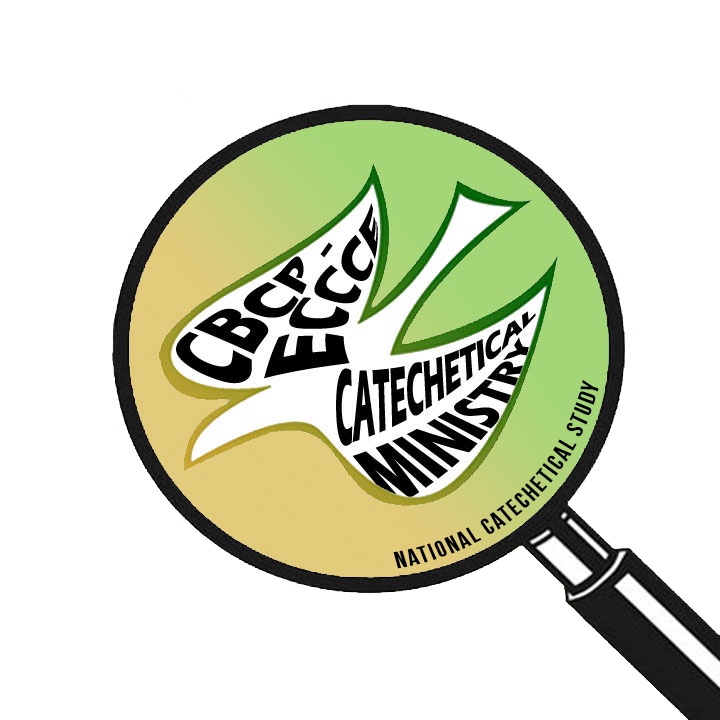 CBCP -
ECCCE
CATECHETICAL
MINISTRY
NATIONAL CATECHETICAL STUDY